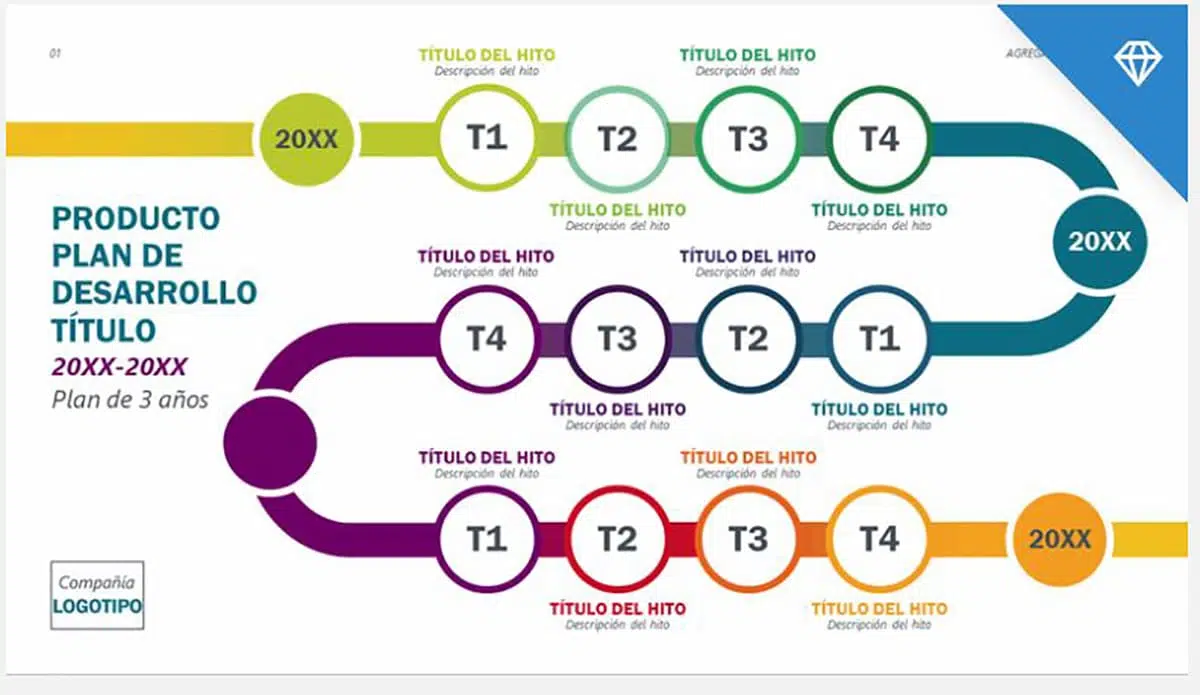 01
AGREGA
TÍTULO DEL HITO
Descripción del hito
TÍTULO DEL HITO
Descripción del hito
20XX
T1
T2
T3
T4
TÍTULO DEL HITO
Descripción del hito
TÍTULO DEL HITO
Descripción del hito
20XX
PRODUCTO
PLAN DE
DESARROLLO
TÍTULO
20XX-20XX
Plan de 3 años
TÍTULO DEL HITO
Descripción del hito
TÍTULO DEL HITO
Descripción del hito
T4
T3
T2
T1
TÍTULO DEL HITO
Descripción del hito
TÍTULO DEL HITO
Descripción del hito
TÍTULO DEL HITO
Descripción del hito
TÍTULO DEL HITO
Descripción del hito
T1
T2
T3
T4
20XX
TÍTULO DEL HITO
Descripción del hito
TÍTULO DEL HITO
Descripción del hito
Compañía
LOGOTIPO